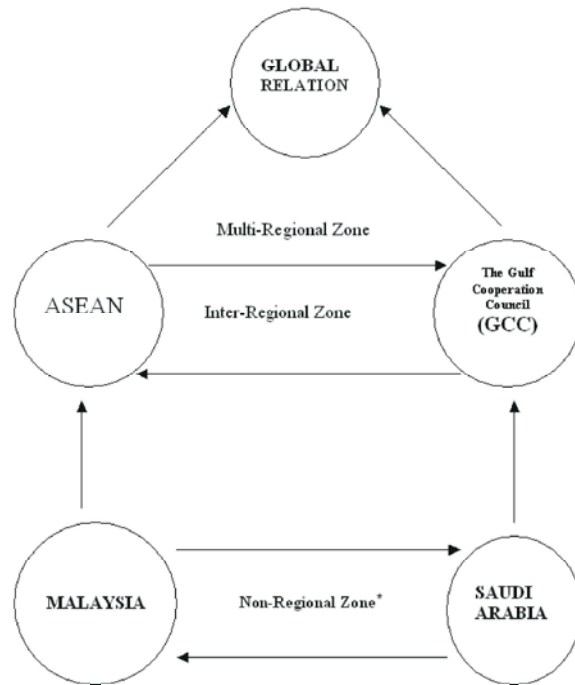 GLOBAL
RELATION
Multi-Regional Zone
ASEAN
The Gulf
Cooperation
Council
(GCC)
Inter-Regional Zone
MALAYSIA
Non-Regional Zone*
SAUDI
ARABIA